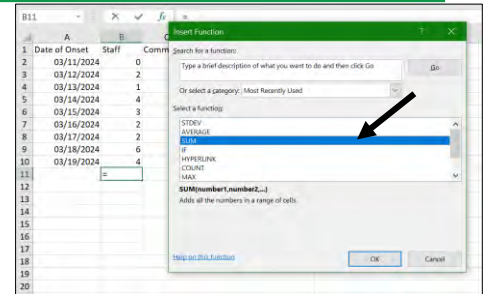 B11 fx =
Insert Function ? ×
A B C
1 Date of Onset Staff Comm
2 03/11/2024 0
3 03/12/2024 2
4 03/13/2024 1
5 03/14/2024 4
6 03/15/2024 3
7 03/16/2024 2
8 03/17/2024 2
9 03/18/2024 6
10 03/19/2024 4
11 =
12
13
14
15
16
17
18
19
20
Search for a function:
Type a brief description of what you want to do and then click Go
Go
Or select a category: Most Recently Used
Select a function:
STDEV
AVERAGE
SUM
IF
HYPERLINK
COUNT
MAX
SUM(number1,number2,...)
Adds all the numbers in a range of cells.
Help on this function
OK Cancel